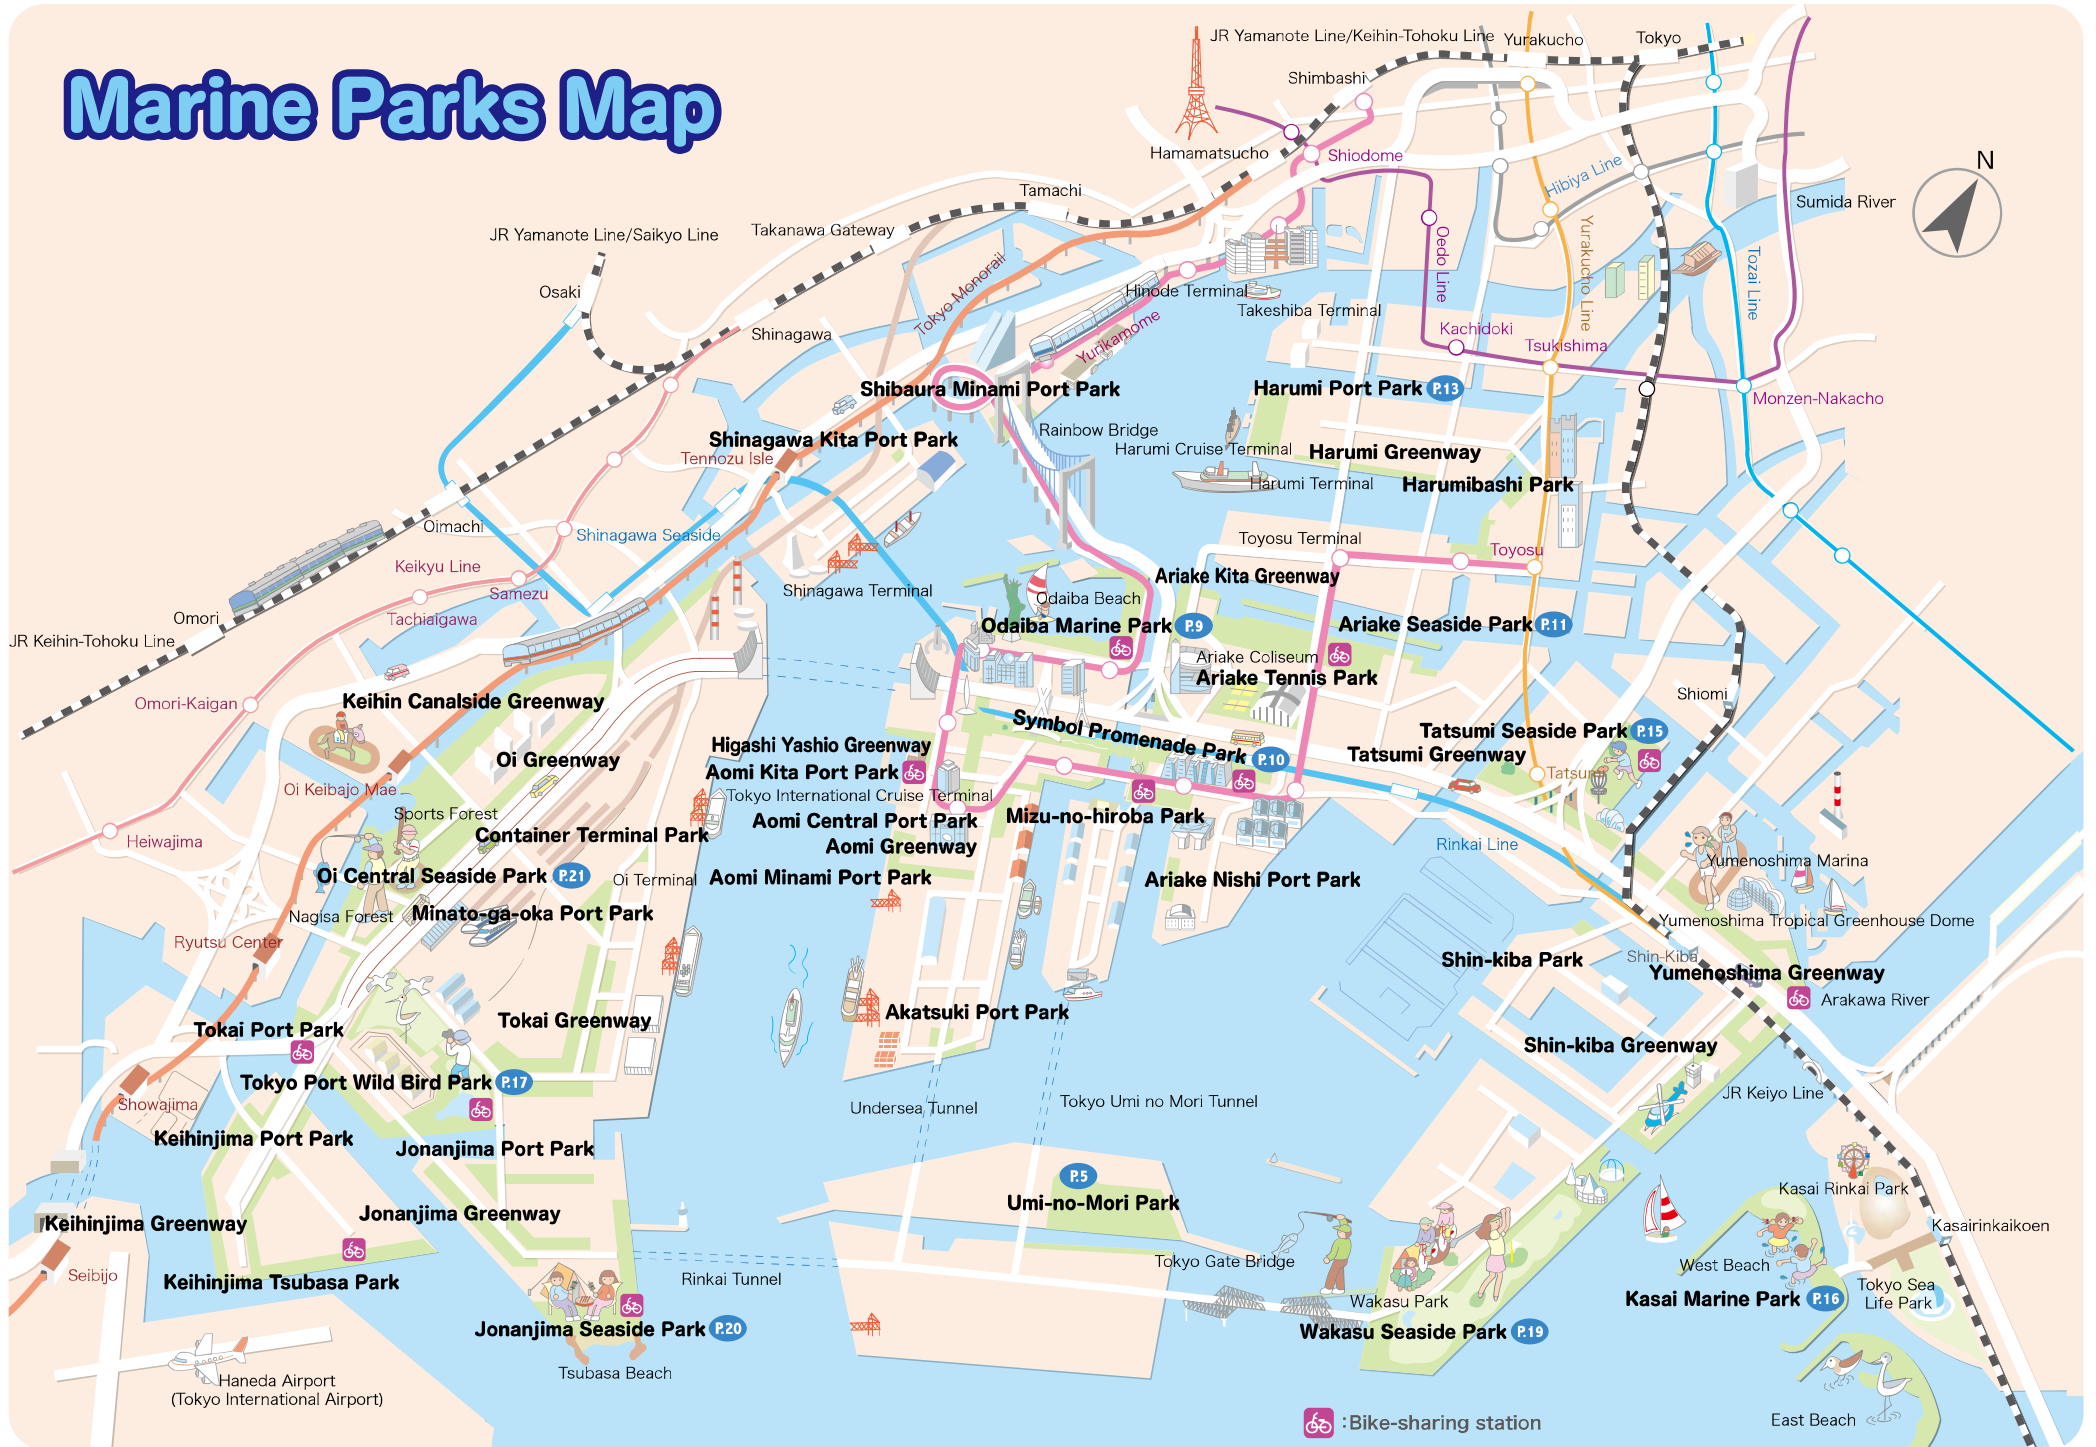 Marine Parks Map
JR Yamanote Line/Keihin-Tohoku Line
Yurakucho
Tokyo
Shimbashi
Hamamatsucho
Shiodome
N
Hibiya Line
Tamachi
Sumida River
JR Yamanote Line/Saikyo Line
Takanawa Gateway
Oedo Line
Yurakucho Line
Tozai Line
Osaki
Tokyo Monorail
Hinode Terminal
Takeshiba Terminal
Shinagawa
Yurikamome
Kachidoki
Tsukishima
Shibaura Minami Port Park
Harumi Port Park P.13
Monzen-Nakacho
Rainbow Bridge
Shinagawa Kita Port Park
Tennozu Isle
Harumi Cruise Terminal
Harumi Greenway
Harumi Terminal
Harumibashi Park
Oimachi
Shinagawa Seaside
Toyosu Terminal
Toyosu
Keikyu Line
Samezu
Shinagawa Terminal
Ariake Kita Greenway
Odaiba Beach
Omori
Tachiaigawa
Odaiba Marine Park P.9
Ariake Seaside Park P.11
JR Keihin-Tohoku Line
Ariake Coliseum
Ariake Tennis Park
Shiomi
Omori-Kaigan
Keihin Canalside Greenway
Symbol Promenade Park P.10
Tatsumi Seaside Park P.15
Tatsumi Greenway
Tatsumi
Higashi Yashio Greenway
Oi Greenway
Aomi Kita Port Park
Oi Keibajo Mae
Tokyo International Cruise Terminal
Sports Forest
Mizu-no-hiroba Park
Aomi Central Port Park
Container Terminal Park
Heiwajima
Aomi Greenway
Rinkai Line
Yumenoshima Marina
Oi Central Seaside Park P.21
Oi Terminal
Aomi Minami Port Park
Ariake Nishi Port Park
Nagisa Forest
Minato-ga-oka Port Park
Yumenoshima Tropical Greenhouse Dome
Ryutsu Center
Shin-kiba Park
Shin-Kiba
Yumenoshima Greenway
Arakawa River
Akatsuki Port Park
Tokai Port Park
Tokai Greenway
Shin-kiba Greenway
Tokyo Port Wild Bird Park P.17
JR Keiyo Line
Showajima
Undersea Tunnel
Tokyo Umi no Mori Tunnel
Keihinjima Port Park
Jonanjima Port Park
P.5
Umi-no-Mori Park
Kasai Rinkai Park
Keihinjima Greenway
Jonanjima Greenway
Kasairinkaikoen
Tokyo Gate Bridge
West Beach
Seibijo
Keihinjima Tsubasa Park
Rinkai Tunnel
Tokyo Sea
Life Park
Wakasu Park
Kasai Marine Park P.16
Jonanjima Seaside Park P.20
Wakasu Seaside Park P.19
Tsubasa Beach
Haneda Airport
(Tokyo International Airport)
East Beach
:Bike-sharing station